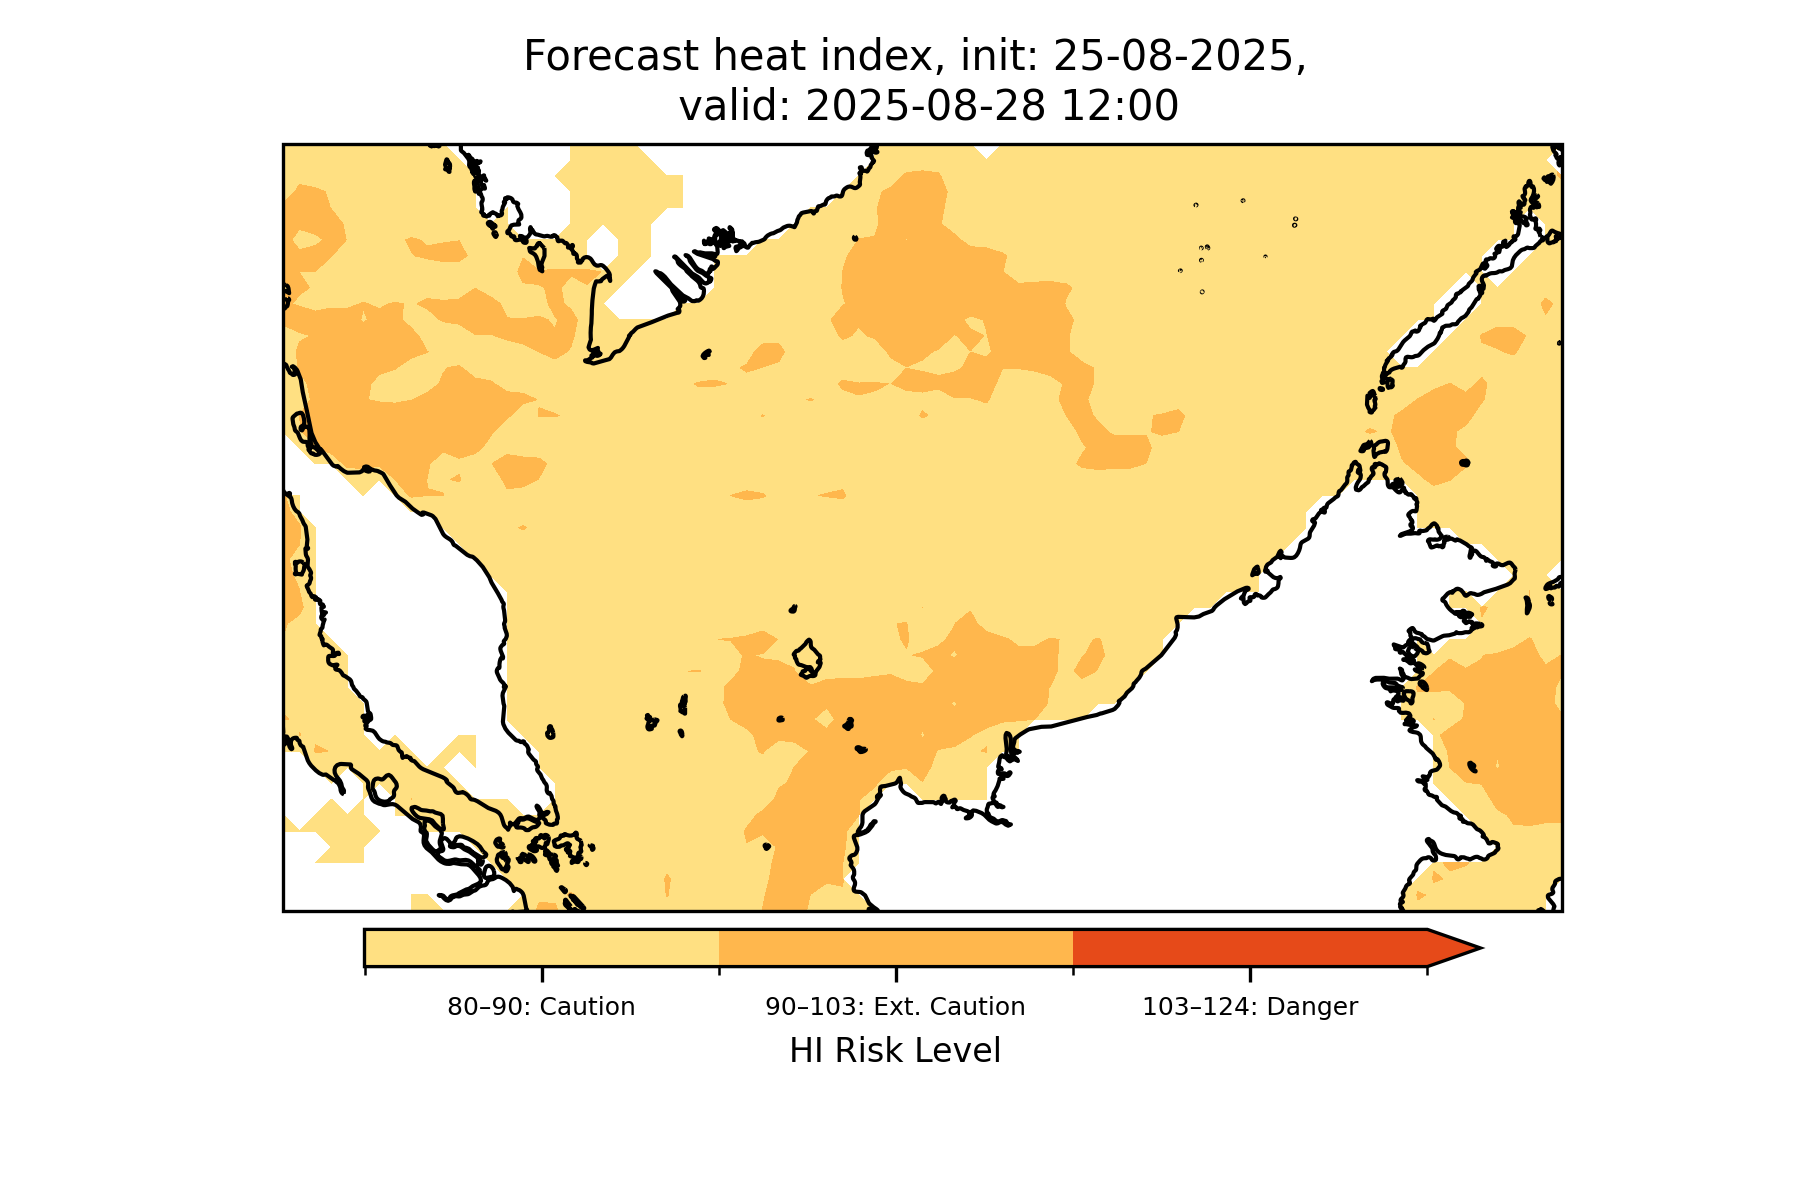 Forecast heat index, init: 25-08-2025,
valid: 2025-08-28 12:00
80–90: Caution
90–103: Ext. Caution
103–124: Danger
HI Risk Level